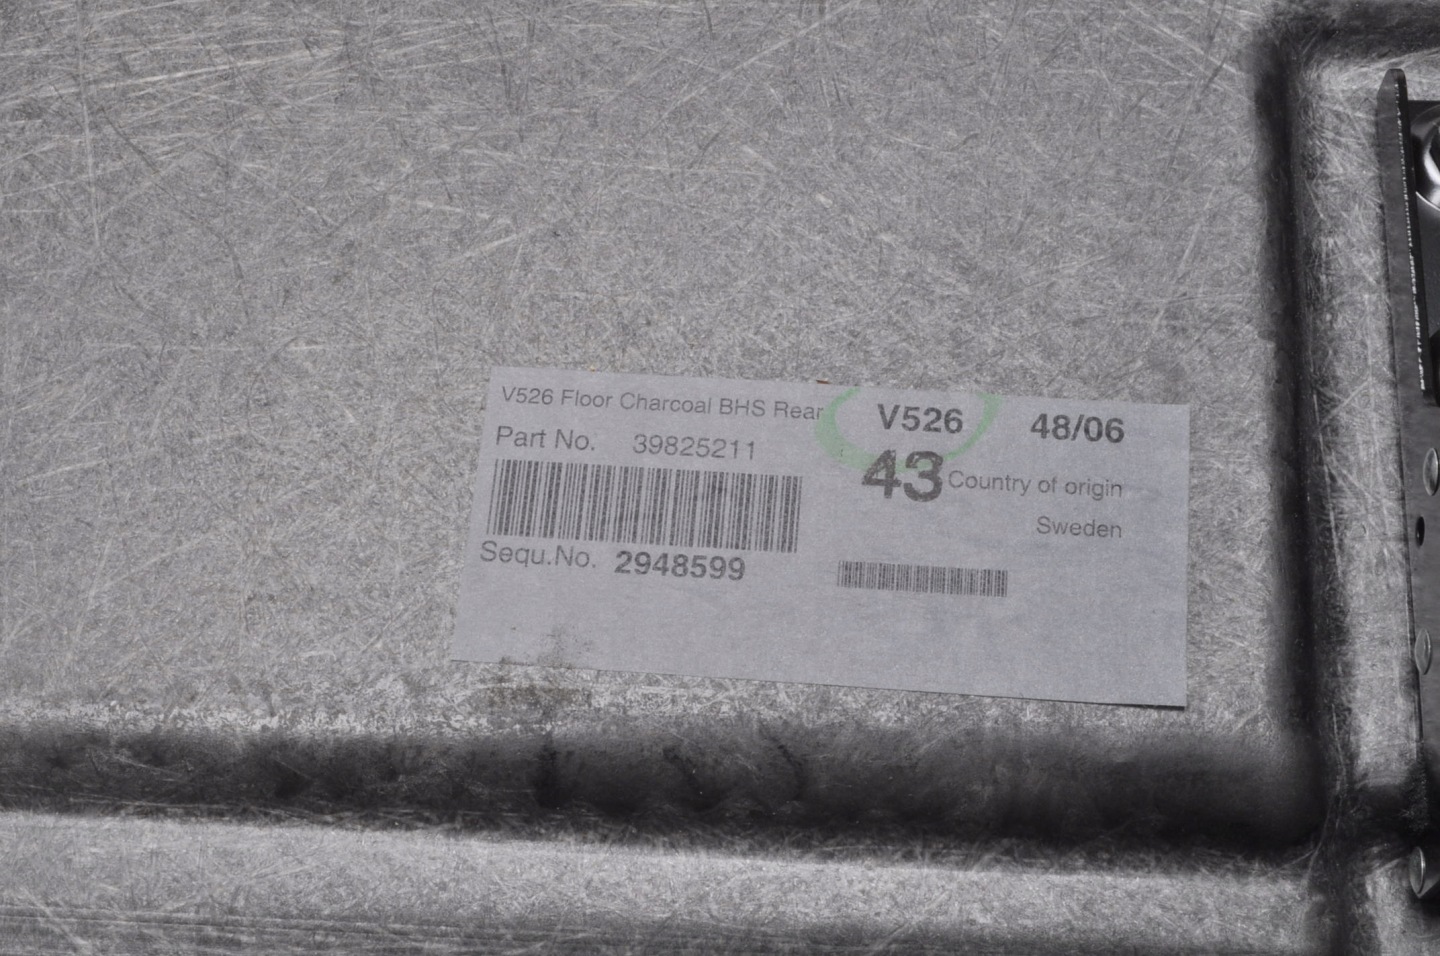 V526 Floor Charcoal BHS Rear
Part No. 39825211
Sequ.No. 2948599
V526 48/06
43 Country of origin
Sweden